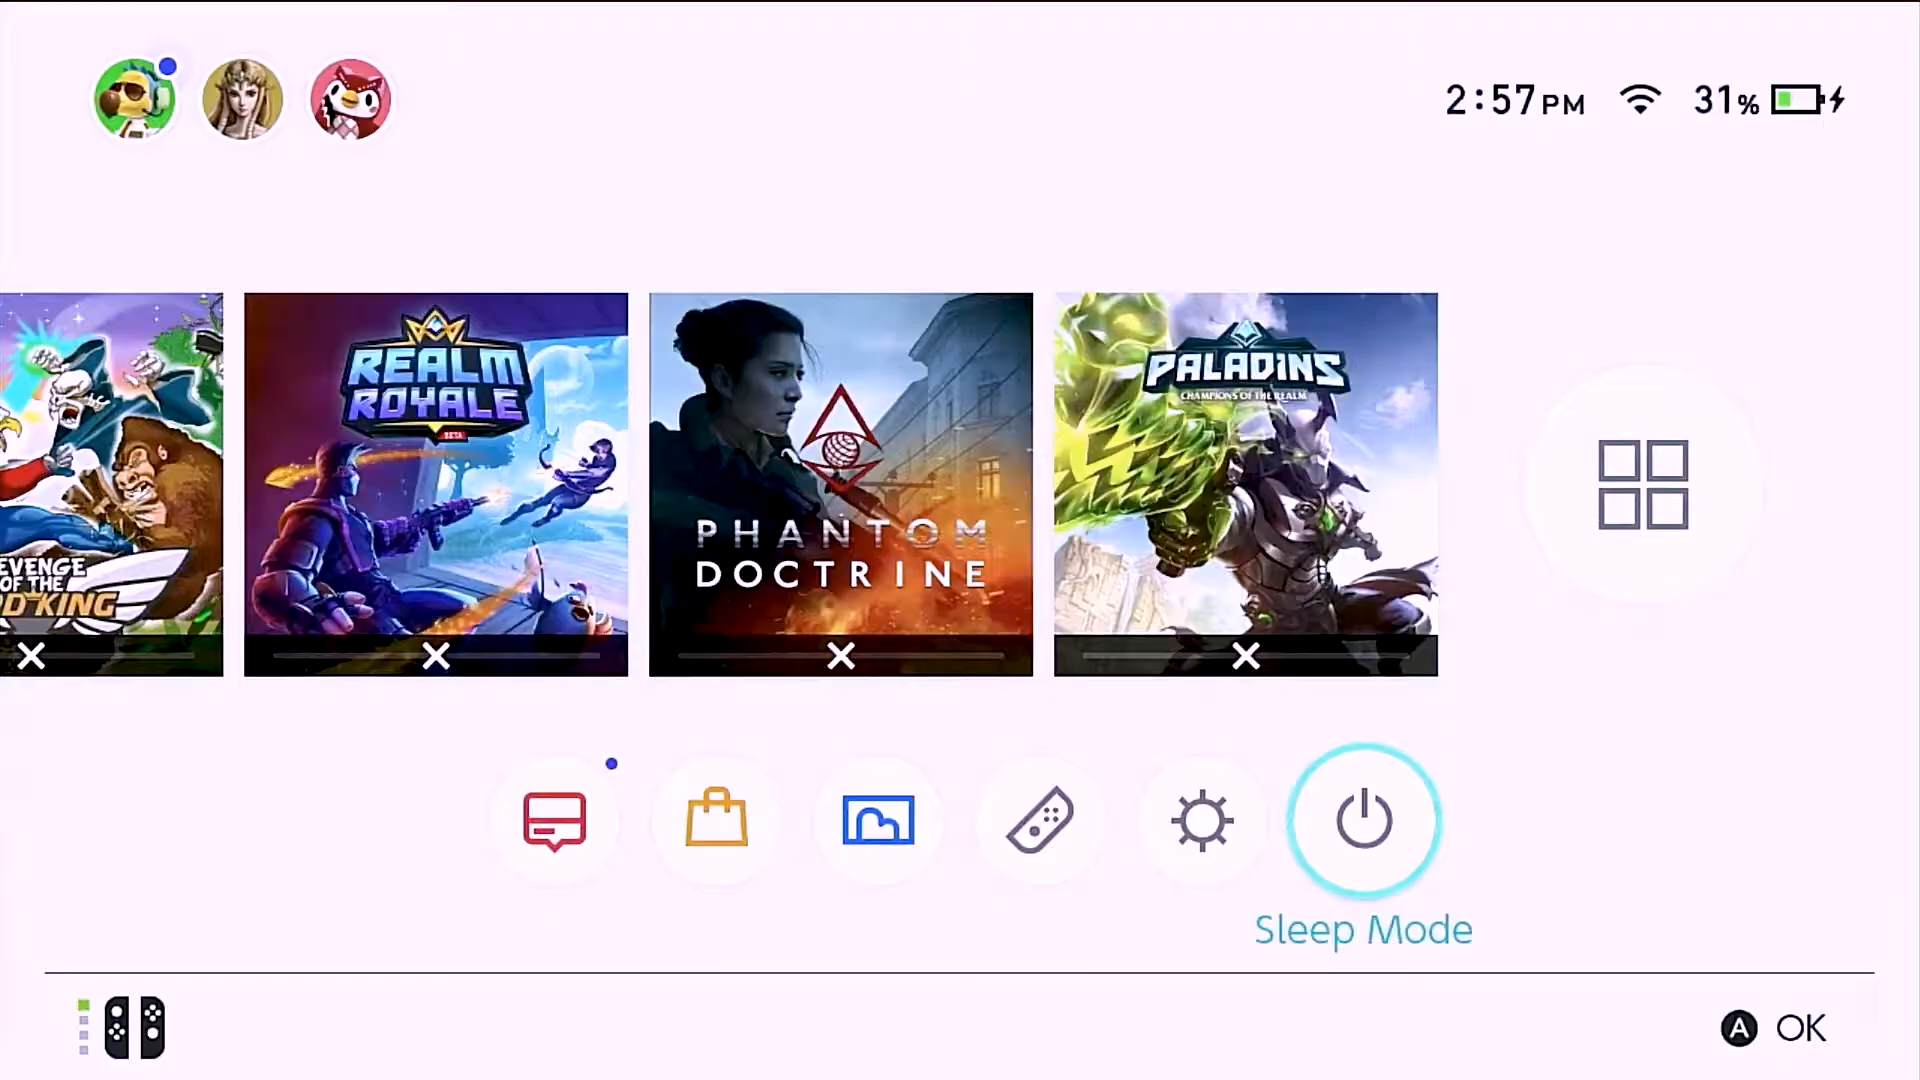 2:57PM 31%
REALM
ROYALE
BETA
PALADINS
CHAMPIONS OF THE REALM
PHANTOM
DOCTRINE
EVENGE
OF THE
D KING
Sleep Mode
A OK